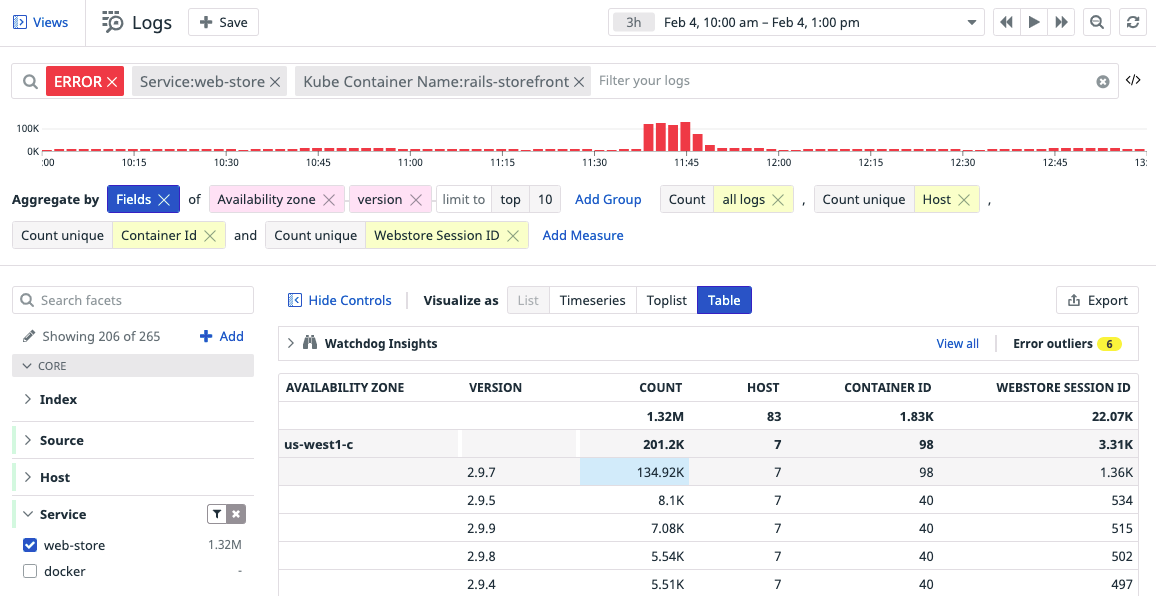 Views Logs + Save 3h Feb 4, 10:00 am – Feb 4, 1:00 pm
ERROR Service:web-store Kube Container Name:rails-storefront Filter your logs </>
100K
0K
:00 10:15 10:30 10:45 11:00 11:15 11:30 11:45 12:00 12:15 12:30 12:45 13:
Aggregate by Fields of Availability zone version limit to top 10 Add Group Count all logs , Count unique Host ,
Count unique Container Id and Count unique Webstore Session ID Add Measure
Search facets Hide Controls Visualize as List Timeseries Toplist Table Export
Showing 206 of 265 + Add
Watchdog Insights View all Error outliers 6
CORE
AVAILABILITY ZONE VERSION COUNT HOST CONTAINER ID WEBSTORE SESSION ID
Index
1.32M 83 1.83K 22.07K
Source
us-west1-c 201.2K 7 98 3.31K
Host
2.9.7 134.92K 7 98 1.36K
2.9.5 8.1K 7 40 534
Service
2.9.9 7.08K 7 40 515
web-store 1.32M
2.9.8 5.54K 7 40 502
docker -
2.9.4 5.51K 7 40 497